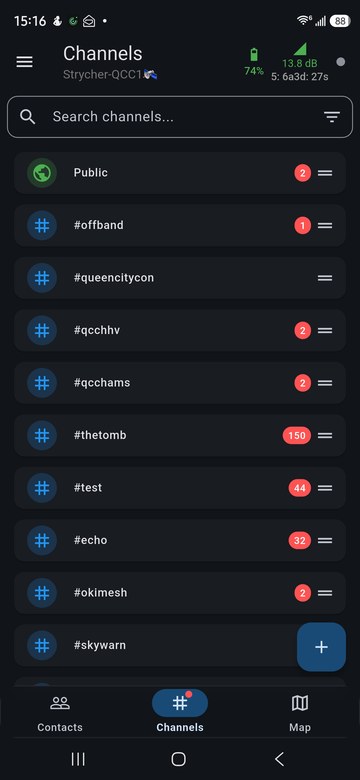 15:16
88
Channels
Strycher-QCC1
74%
13.8 dB
5: 6a3d: 27s
Search channels...
Public
2
#offband
1
#queencitycon
#qcchhv
2
#qcchams
2
#thetomb
150
#test
44
#echo
32
#okimesh
2
#skywarn
Contacts
Channels
Map